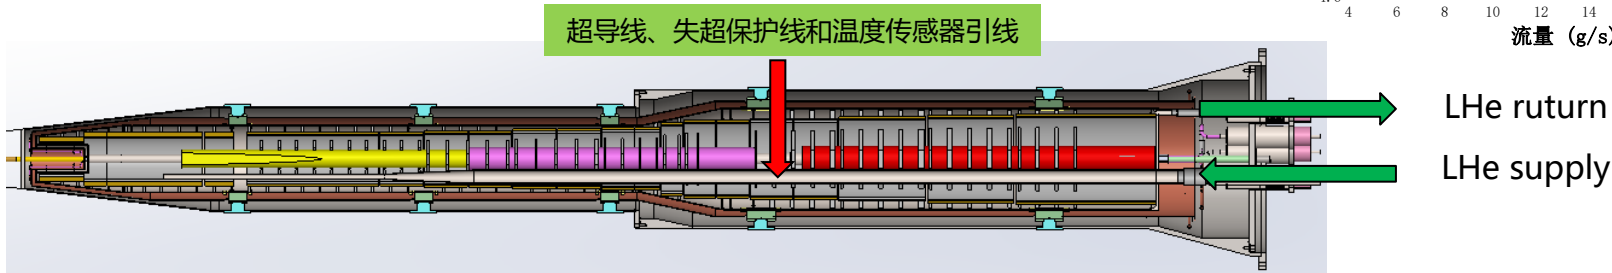 4 6 8 10 12 14
流量 (g/s)
超导线、失超保护线和温度传感器引线
LHe ruturn
LHe supply